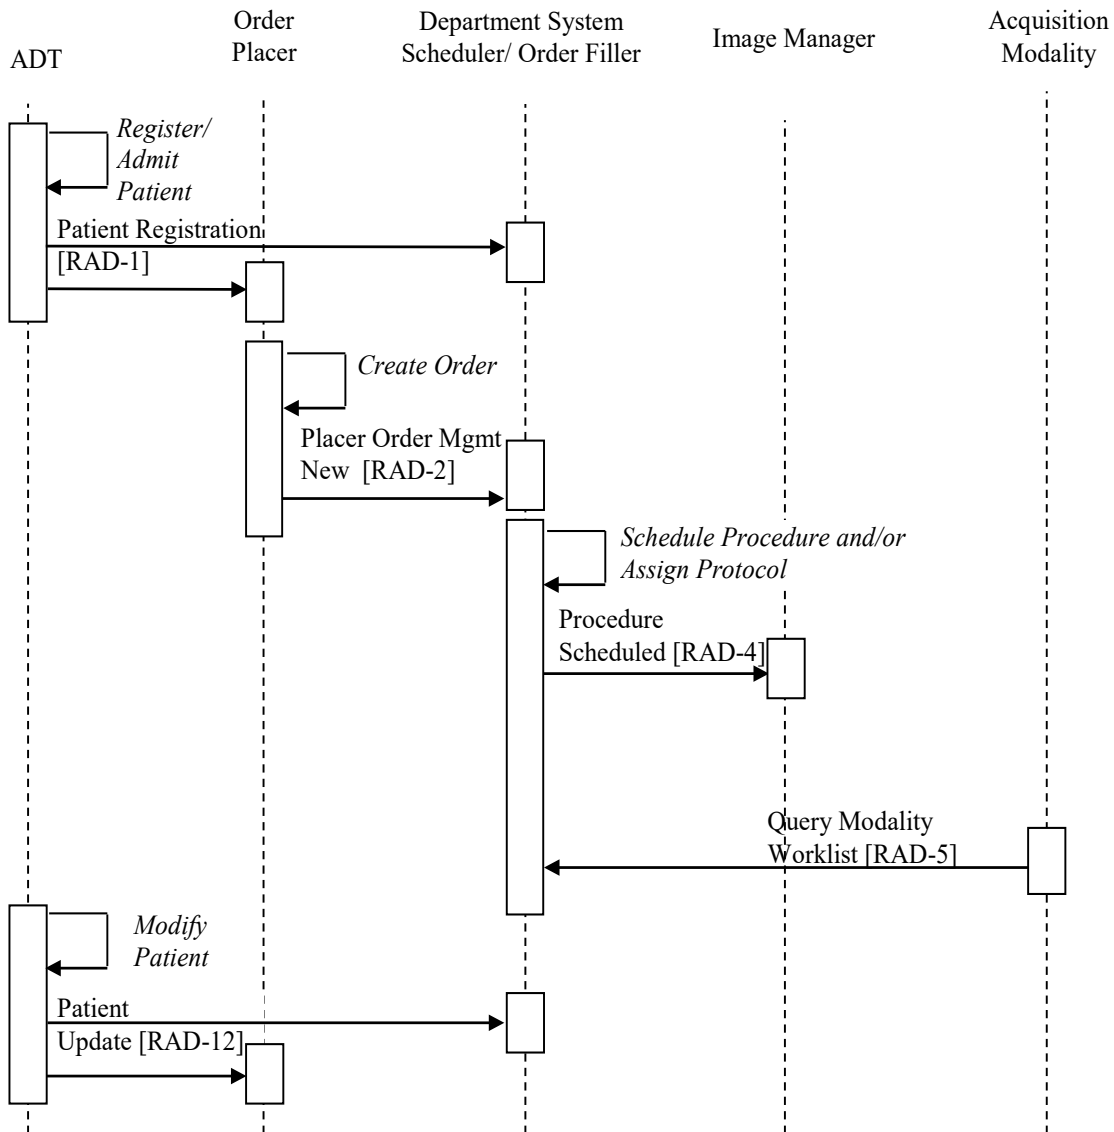 ADT
Order
Placer
Department System
Scheduler/ Order Filler
Image Manager
Acquisition
Modality
Register/
Admit
Patient
Patient Registration
[RAD-1]
Create Order
Placer Order Mgmt
New [RAD-2]
Schedule Procedure and/or
Assign Protocol
Procedure
Scheduled [RAD-4]
Query Modality
Worklist [RAD-5]
Modify
Patient
Patient
Update [RAD-12]